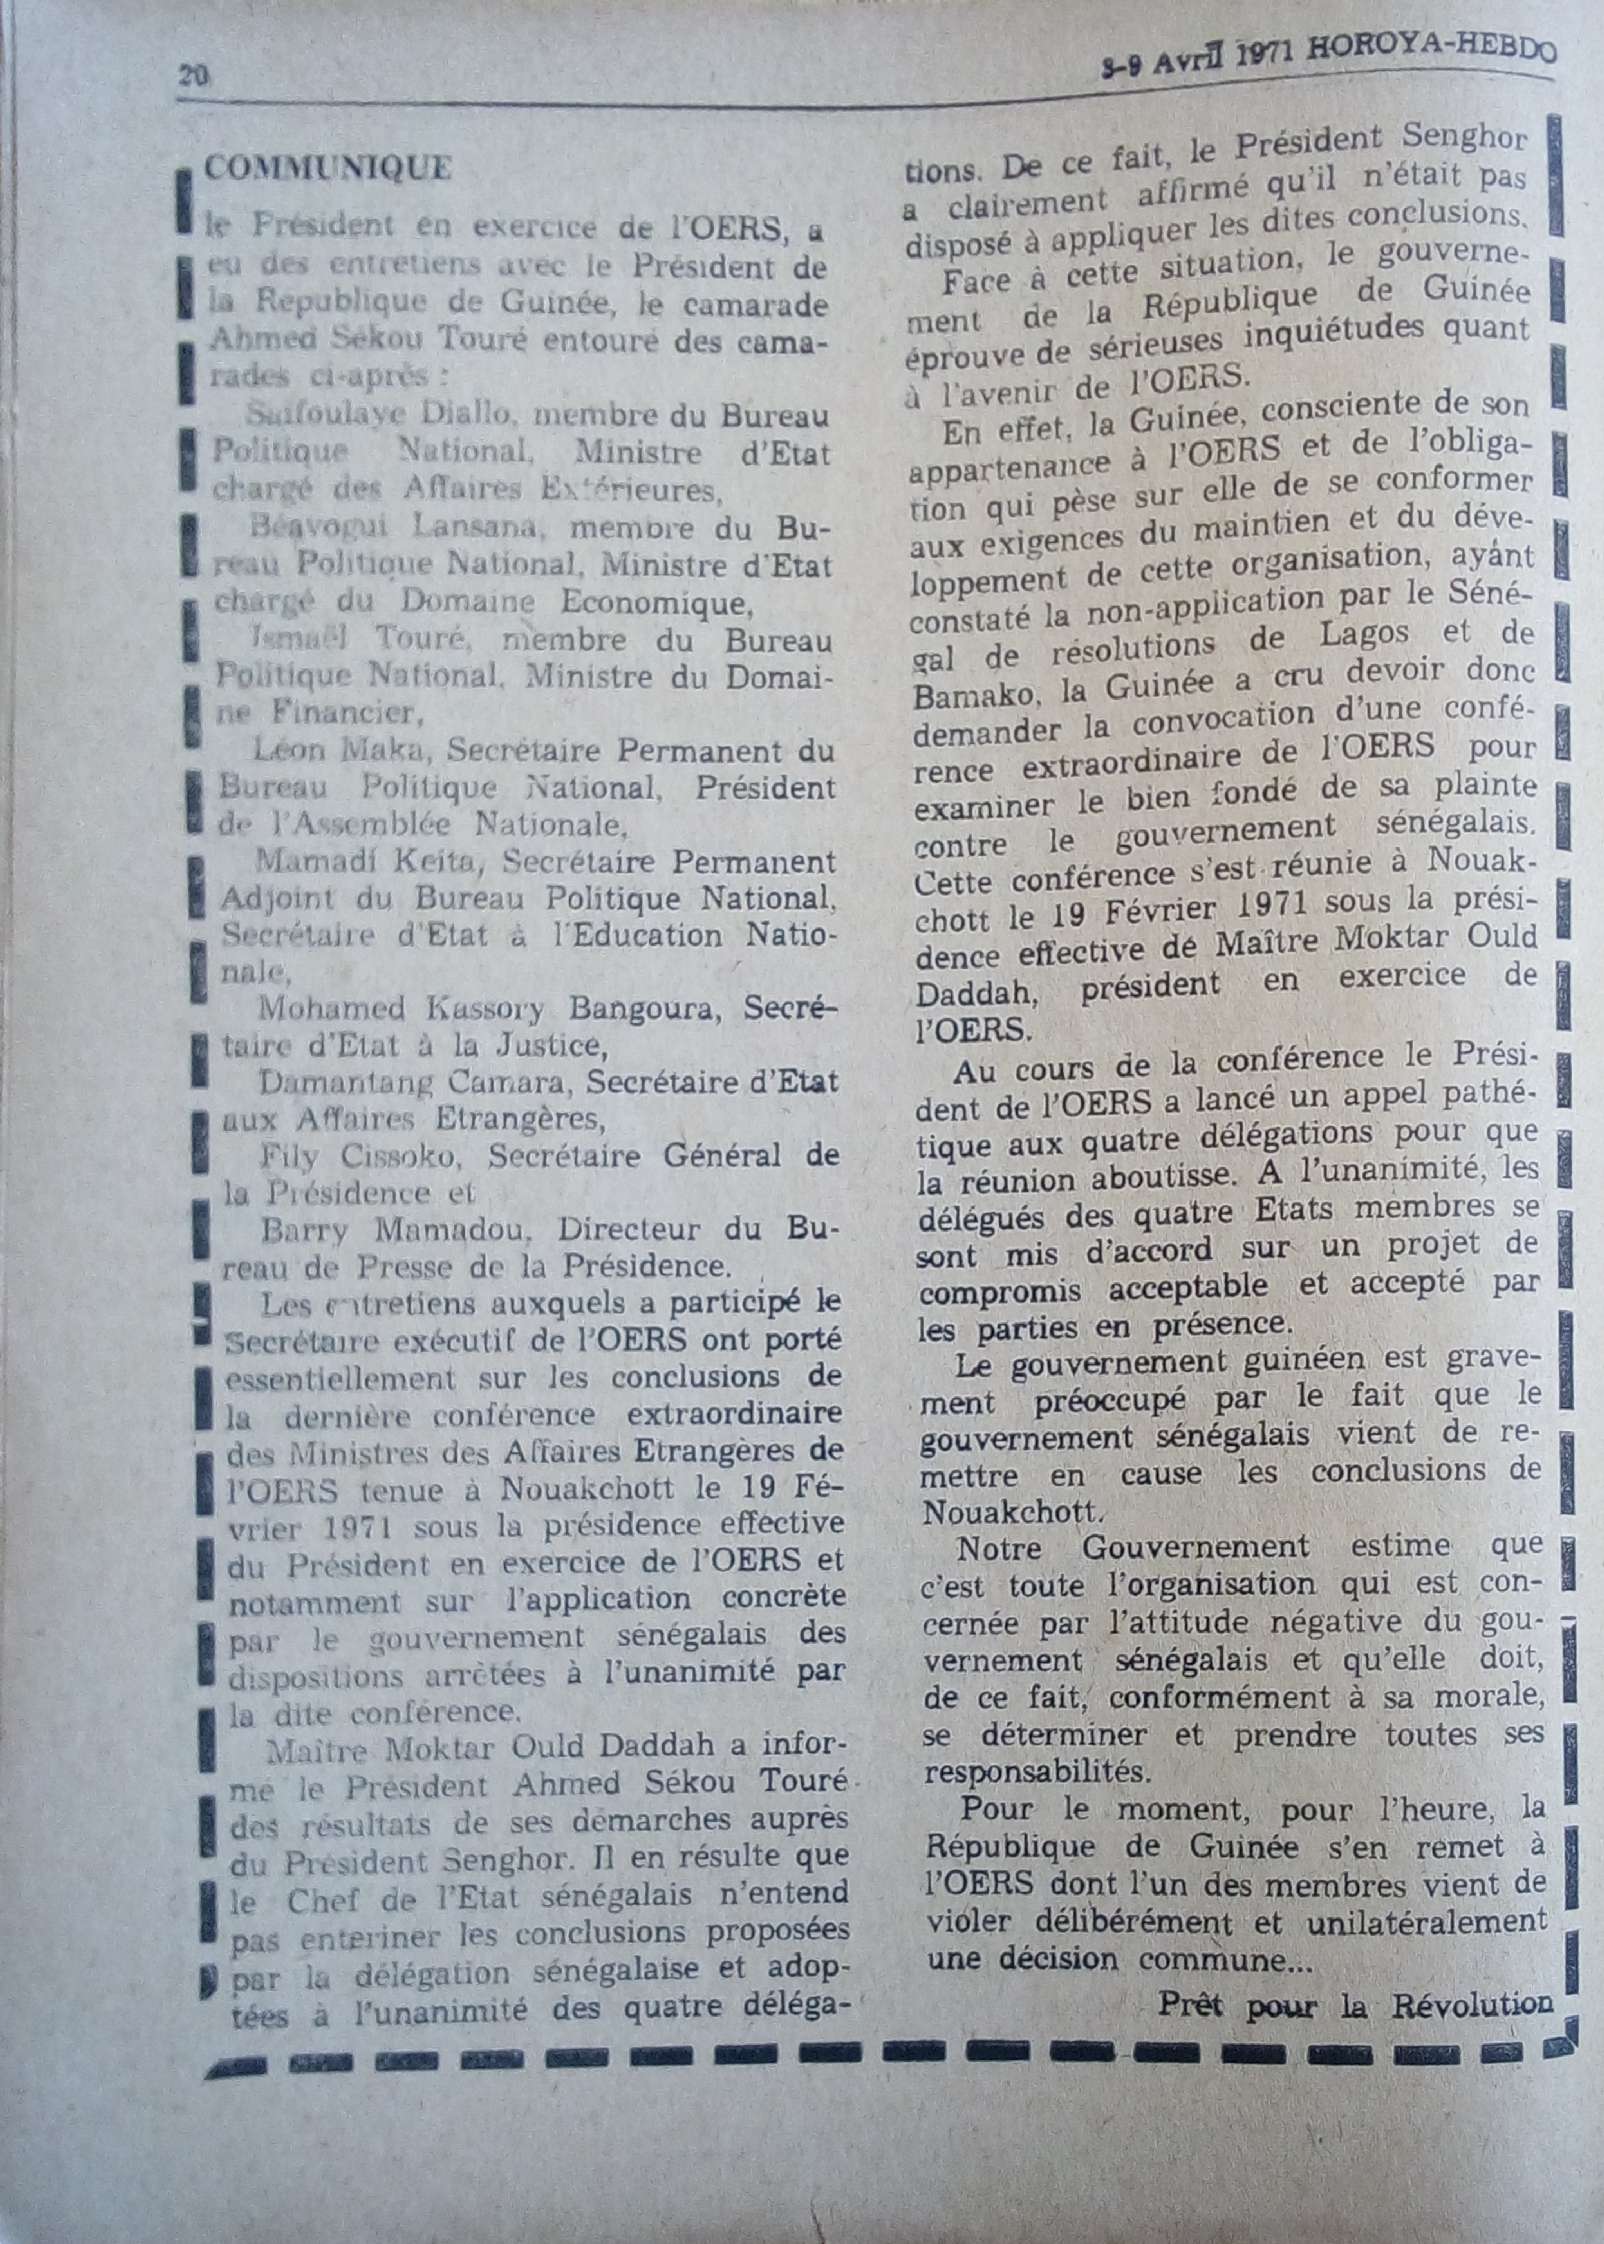 20
3-9 Avril 1971 HOROYA-HEBDO
COMMUNIQUE
le Président en exercice de l'OERS, a
eu des entretiens avec le Président de
la Republique de Guinée, le camarade
Ahmed Sékou Touré entouré des cama-
rades ci-après :
Saifoulaye Diallo, membre du Bureau
Politique National, Ministre d'Etat
chargé des Affaires Extérieures,
Béavogui Lansana, membre du Bu-
reau Politique National, Ministre d'Etat
chargé du Domaine Economique,
Ismaël Touré, membre du Bureau
Politique National, Ministre du Domai-
ne Financier,
Léon Maka, Secrétaire Permanent du
Bureau Politique National, Président
de l'Assemblée Nationale,
Mamadi Keita, Secrétaire Permanent
Adjoint du Bureau Politique National,
Secrétaire d'Etat à l'Education Natio-
nale,
Mohamed Kassory Bangoura, Secré-
taire d'Etat à la Justice,
Damantang Camara, Secrétaire d'Etat
aux Affaires Etrangères,
Fily Cissoko, Secrétaire Général de
la Présidence et
Barry Mamadou, Directeur du Bu-
reau de Presse de la Présidence.
Les entretiens auxquels a participé le
Secrétaire exécutif de l'OERS ont porté
essentiellement sur les conclusions de
la dernière conférence extraordinaire
des Ministres des Affaires Etrangères de
l'OERS tenue à Nouakchott le 19 Fé-
vrier 1971 sous la présidence effective
du Président en exercice de l'OERS et
notamment sur l'application concrète
par le gouvernement sénégalais des
dispositions arrêtées à l'unanimité par
la dite conférence.
Maître Moktar Ould Daddah a infor-
mé le Président Ahmed Sékou Touré
des résultats de ses démarches auprès
du Président Senghor. Il en résulte que
le Chef de l'Etat sénégalais n'entend
pas enteriner les conclusions proposées
par la délégation sénégalaise et adop-
tées à l'unanimité des quatre déléga-
tions. De ce fait, le Président Senghor
a clairement affirmé qu'il n'était pas
disposé à appliquer les dites conclusions.
Face à cette situation, le gouverne-
ment de la République de Guinée
éprouve de sérieuses inquiétudes quant
à l'avenir de l'OERS.
En effet, la Guinée, consciente de son
appartenance à l'OERS et de l'obliga-
tion qui pèse sur elle de se conformer
aux exigences du maintien et du déve-
loppement de cette organisation, ayant
constaté la non-application par le Séné-
gal de résolutions de Lagos et de
Bamako, la Guinée a cru devoir donc
demander la convocation d'une confé-
rence extraordinaire de l'OERS pour
examiner le bien fondé de sa plainte
contre le gouvernement sénégalais.
Cette conférence s'est réunie à Nouak-
chott le 19 Février 1971 sous la prési-
dence effective de Maître Moktar Ould
Daddah, président en exercice de
l'OERS.
Au cours de la conférence le Prési-
dent de l'OERS a lancé un appel pathé-
tique aux quatre délégations pour que
la réunion aboutisse. A l'unanimité, les
délégués des quatre Etats membres se
sont mis d'accord sur un projet de
compromis acceptable et accepté par
les parties en présence.
Le gouvernement guinéen est grave-
ment préoccupé par le fait que le
gouvernement sénégalais vient de re-
mettre en cause les conclusions de
Nouakchott.
Notre Gouvernement estime que
c'est toute l'organisation qui est con-
cernée par l'attitude négative du gou-
vernement sénégalais et qu'elle doit,
de ce fait, conformément à sa morale,
se déterminer et prendre toutes ses
responsabilités.
Pour le moment, pour l'heure, la
République de Guinée s'en remet à
l'OERS dont l'un des membres vient de
violer délibérément et unilatéralement
une décision commune...
Prêt pour la Révolution